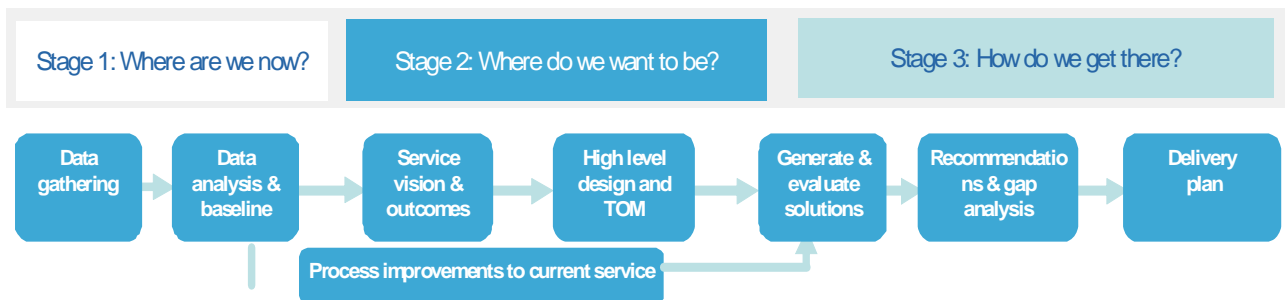 Stage 1: Where are we now?
Stage 2: Where do we want to be?
Stage 3: How do we get there?
Data
gathering
Data
analysis &
baseline
Service
vision &
outcomes
High level
design and
TOM
Generate &
evaluate
solutions
Recommendatio
ns & gap
analysis
Delivery
plan
Process improvements to current service